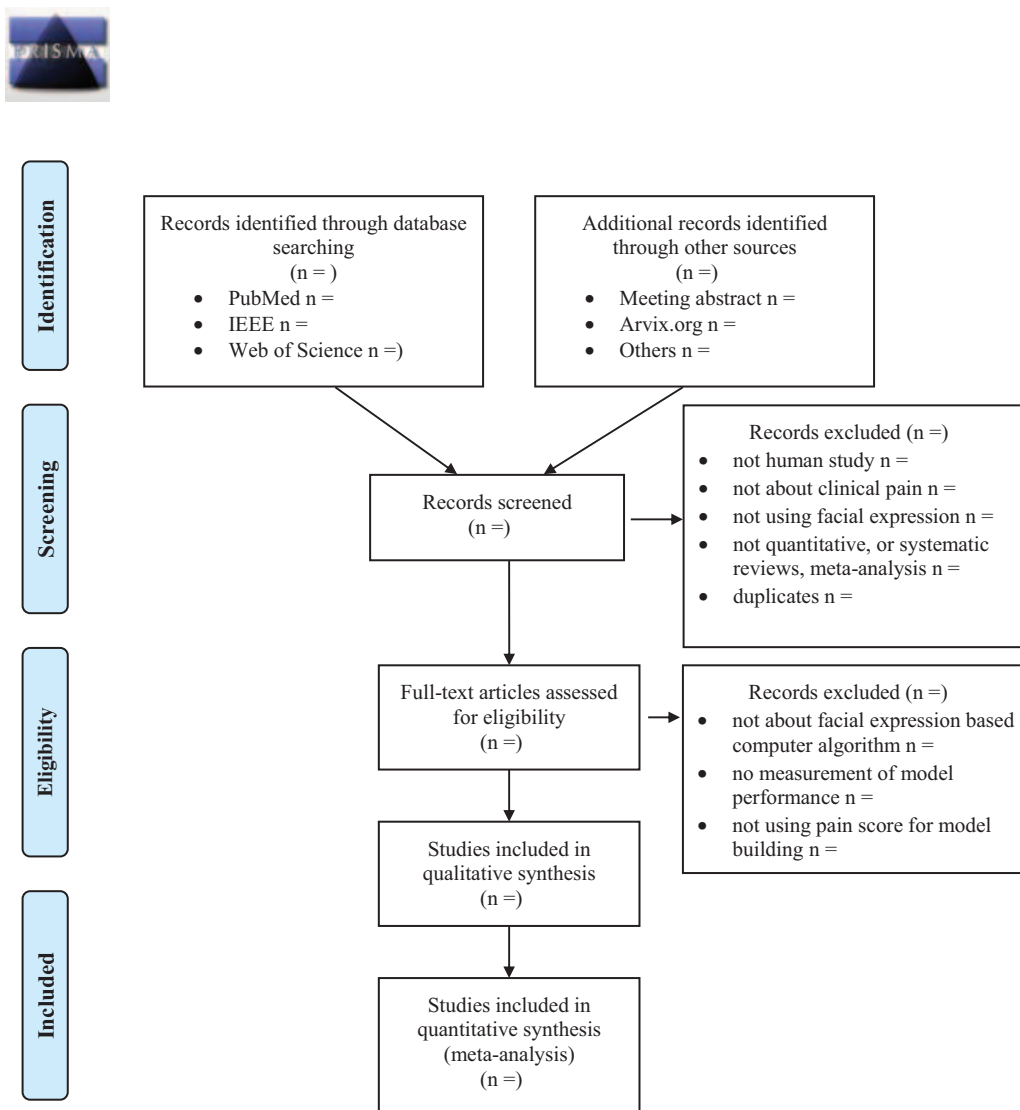 PRISMA
Identification
Records identified through database
searching
(n = )
• PubMed n =
• IEEE n =
• Web of Science n =)
Additional records identified
through other sources
(n =)
• Meeting abstract n =
• Arvix.org n =
• Others n =
Screening
Records screened
(n =)
Records excluded (n =)
• not human study n =
• not about clinical pain n =
• not using facial expression n =
• not quantitative, or systematic
reviews, meta-analysis n =
• duplicates n =
Eligibility
Full-text articles assessed
for eligibility
(n =)
Records excluded (n =)
• not about facial expression based
computer algorithm n =
• no measurement of model
performance n =
• not using pain score for model
building n =
Studies included in
qualitative synthesis
(n =)
Included
Studies included in
quantitative synthesis
(meta-analysis)
(n =)